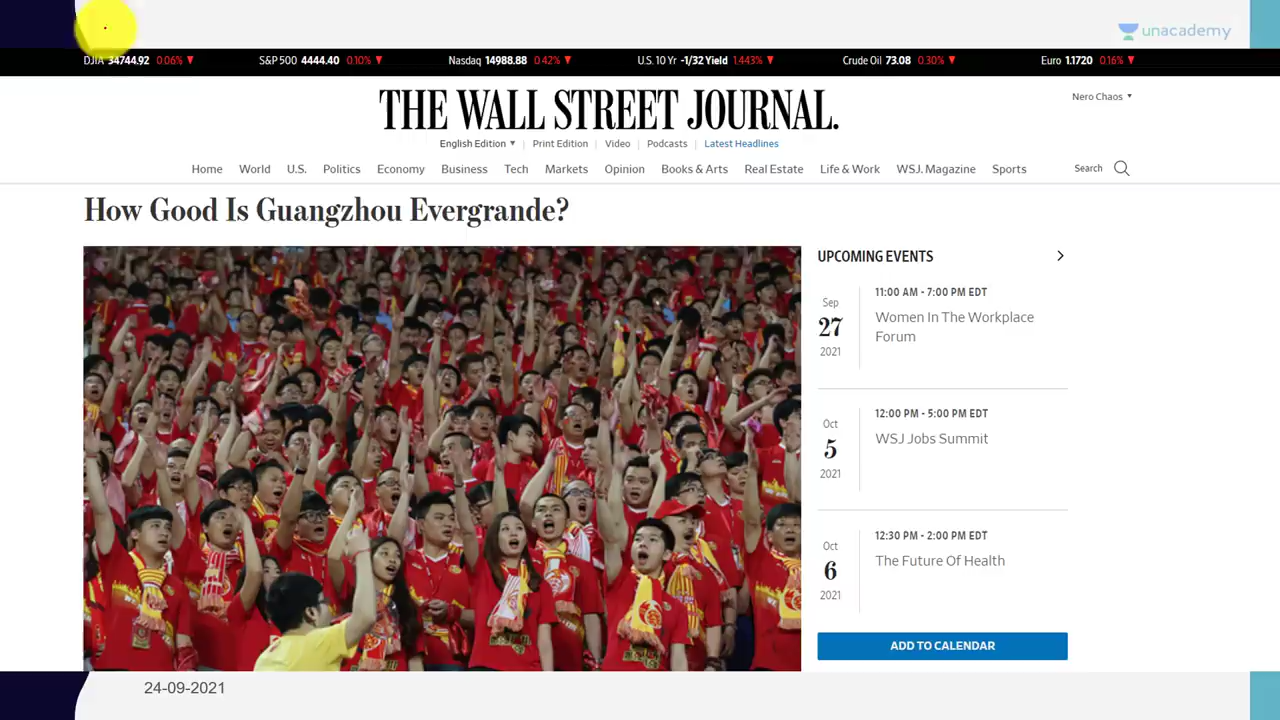 unacademy
DJIA 34744.92 0.06% ▼ S&P 500 4444.40 0.10% ▼ Nasdaq 14988.88 0.42% ▼ U.S. 10 Yr -1/32 Yield 1.443% ▼ Crude Oil 73.08 0.30% ▼ Euro 1.1720 0.16% ▼
THE WALL STREET JOURNAL.
Nero Chaos ▼
English Edition ▼ | Print Edition | Video | Podcasts | Latest Headlines
Home World U.S. Politics Economy Business Tech Markets Opinion Books & Arts Real Estate Life & Work WSJ. Magazine Sports Search
How Good Is Guangzhou Evergrande?
UPCOMING EVENTS
Sep
27
2021
11:00 AM - 7:00 PM EDT
Women In The Workplace
Forum
Oct
5
2021
12:00 PM - 5:00 PM EDT
WSJ Jobs Summit
Oct
6
2021
12:30 PM - 2:00 PM EDT
The Future Of Health
ADD TO CALENDAR
24-09-2021